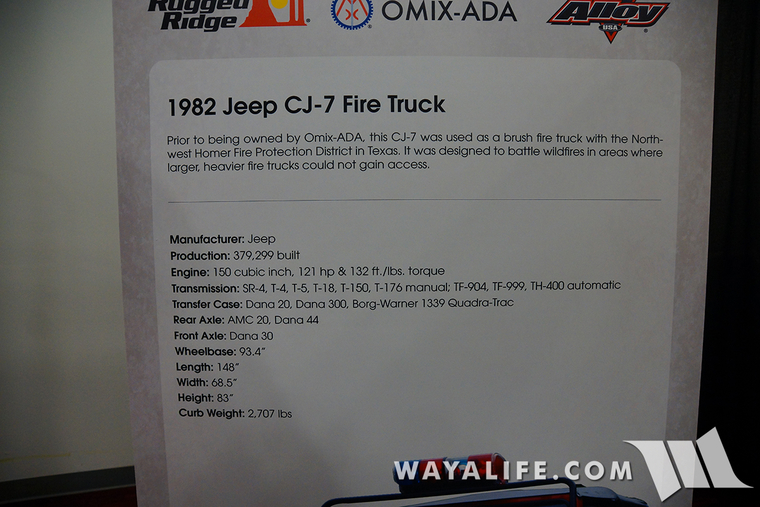 Rugged
Ridge ®
OMIX-ADA ®
Alloy
USA ®
1982 Jeep CJ-7 Fire Truck
Prior to being owned by Omix-ADA, this CJ-7 was used as a brush fire truck with the North-
west Homer Fire Protection District in Texas. It was designed to battle wildfires in areas where
larger, heavier fire trucks could not gain access.
Manufacturer: Jeep
Production: 379,299 built
Engine: 150 cubic inch, 121 hp & 132 ft./lbs. torque
Transmission: SR-4, T-4, T-5, T-18, T-150, T-176 manual; TF-904, TF-999, TH-400 automatic
Transfer Case: Dana 20, Dana 300, Borg-Warner 1339 Quadra-Trac
Rear Axle: AMC 20, Dana 44
Front Axle: Dana 30
Wheelbase: 93.4”
Length: 148”
Width: 68.5”
Height: 83”
Curb Weight: 2,707 lbs
WAYALIFE.COM